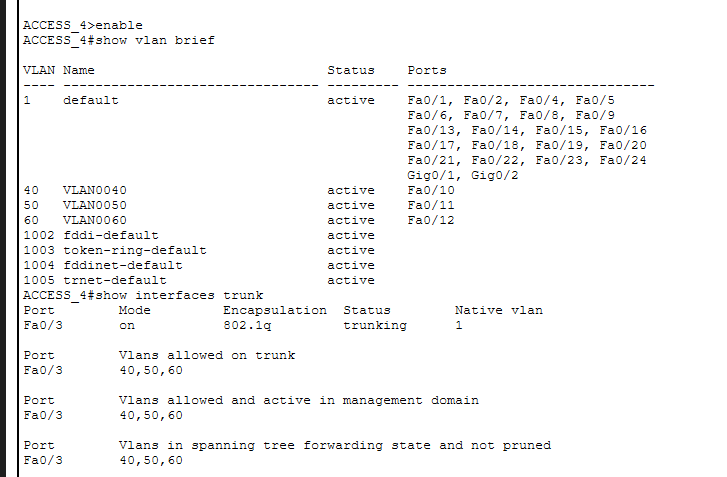 ACCESS_4>enable
ACCESS_4#show vlan brief
VLAN Name                             Status    Ports
---- -------------------------------- --------- -------------------------------
1    default                          active    Fa0/1, Fa0/2, Fa0/4, Fa0/5
                                                Fa0/6, Fa0/7, Fa0/8, Fa0/9
                                                Fa0/13, Fa0/14, Fa0/15, Fa0/16
                                                Fa0/17, Fa0/18, Fa0/19, Fa0/20
                                                Fa0/21, Fa0/22, Fa0/23, Fa0/24
                                                Gig0/1, Gig0/2
40   VLAN0040                         active    Fa0/10
50   VLAN0050                         active    Fa0/11
60   VLAN0060                         active    Fa0/12
1002 fddi-default                     active
1003 token-ring-default               active
1004 fddinet-default                  active
1005 trnet-default                    active
ACCESS_4#show interfaces trunk
Port        Mode         Encapsulation  Status        Native vlan
Fa0/3       on           802.1q         trunking      1
Port        Vlans allowed on trunk
Fa0/3       40,50,60
Port        Vlans allowed and active in management domain
Fa0/3       40,50,60
Port        Vlans in spanning tree forwarding state and not pruned
Fa0/3       40,50,60